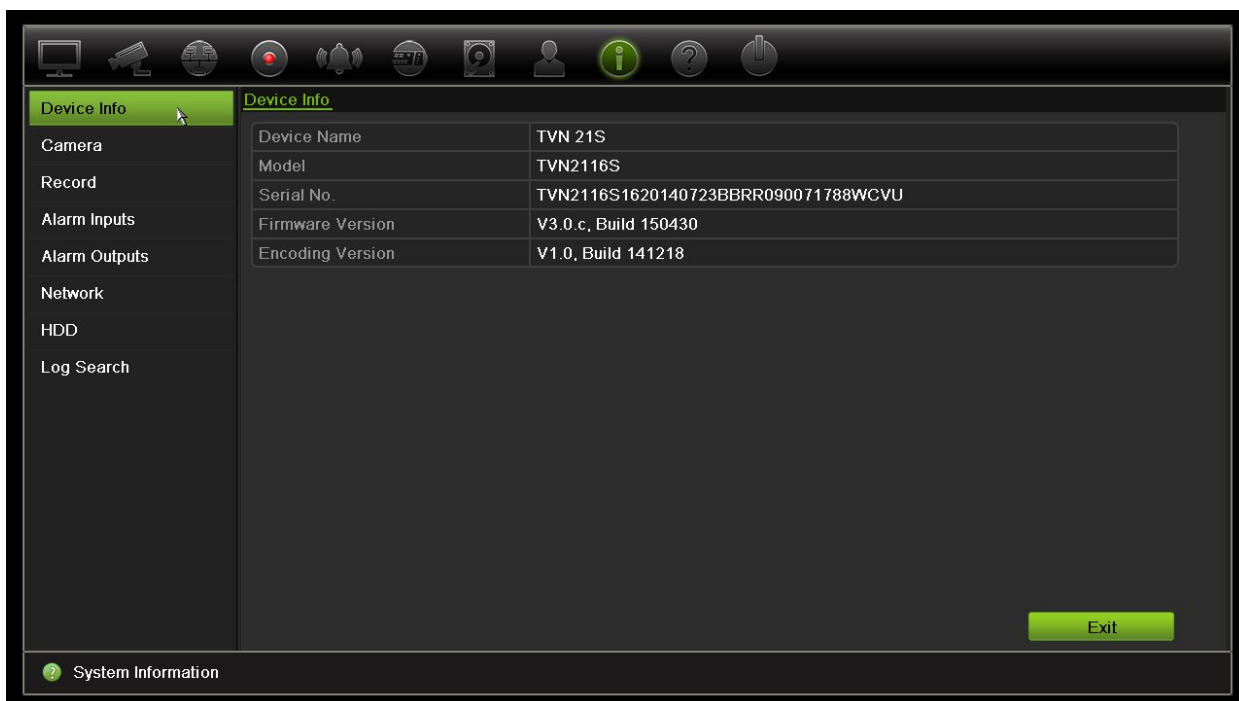 Device Info
Camera
Record
Alarm Inputs
Alarm Outputs
Network
HDD
Log Search
Device Info
Device Name TVN 21S
Model TVN2116S
Serial No. TVN2116S1620140723BBRR090071788WCVU
Firmware Version V3.0.c, Build 150430
Encoding Version V1.0, Build 141218
Exit
System Information